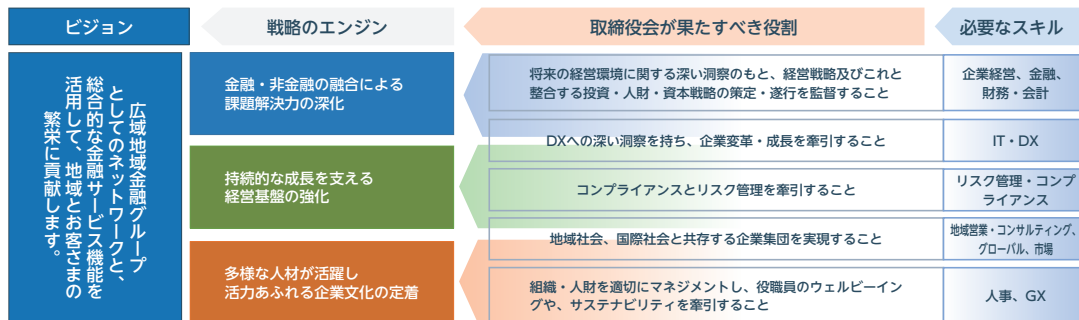 ビジョン
戦略のエンジン
取締役会が果たすべき役割
必要なスキル
広域地域金融グループ
としてのネットワークと、
総合的な金融サービス機能を
活用して、地域とお客さまの
繁栄に貢献します。
金融・非金融の融合による
課題解決力の深化
持続的な成長を支える
経営基盤の強化
多様な人材が活躍し
活力あふれる企業文化の定着
将来の経営環境に関する深い洞察のもと、経営戦略及びこれと
整合する投資・人財・資本戦略の策定・遂行を監督すること
企業経営、金融、
財務・会計
DXへの深い洞察を持ち、企業変革・成長を牽引すること
IT・DX
コンプライアンスとリスク管理を牽引すること
リスク管理・コンプ
ライアンス
地域社会、国際社会と共存する企業集団を実現すること
地域営業・コンサルティング、
グローバル、市場
組織・人財を適切にマネジメントし、役職員のウェルビーイン
グや、サステナビリティを牽引すること
人事、GX